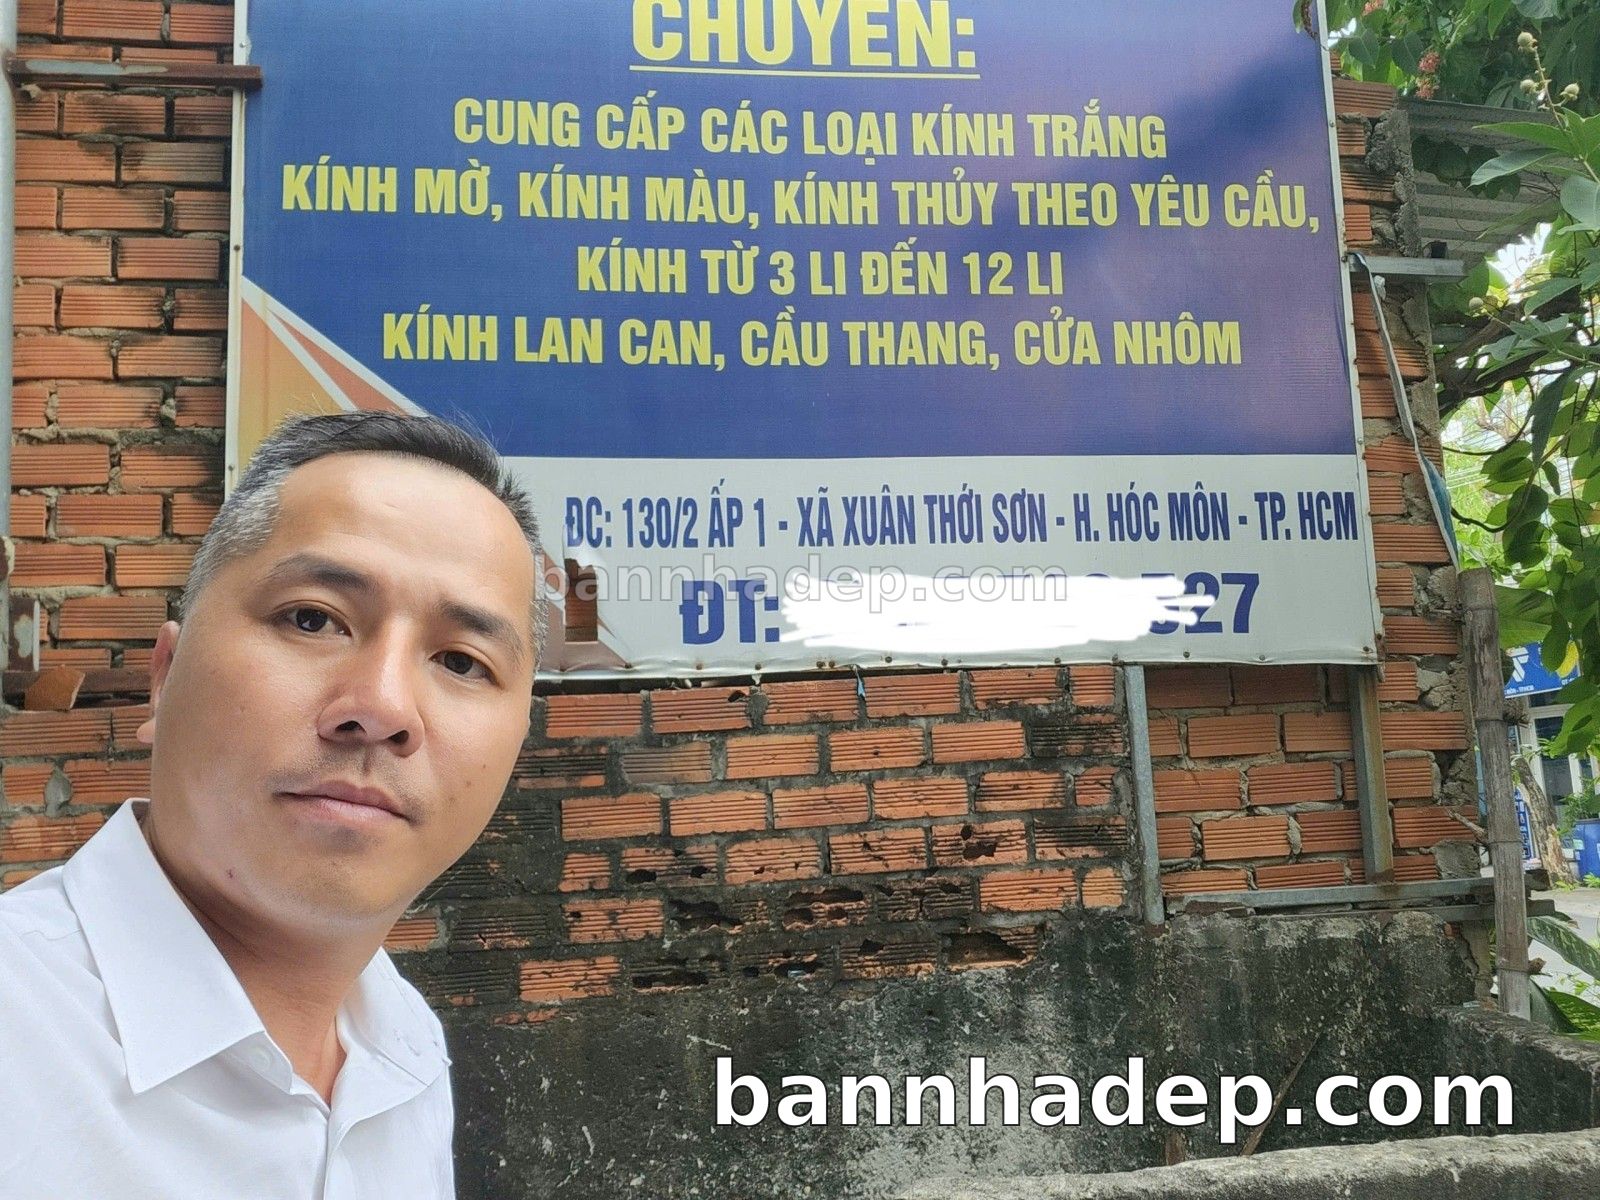 CHUYÊN:
CUNG CẤP CÁC LOẠI KÍNH TRẮNG
KÍNH MỜ, KÍNH MÀU, KÍNH THỦY THEO YÊU CẦU,
KÍNH TỪ 3 LI ĐẾN 12 LI
KÍNH LAN CAN, CẦU THANG, CỬA NHÔM
ĐC: 130/2 ẤP 1 - XÃ XUÂN THỚI SƠN - H. HÓC MÔN - TP. HCM
bannhadep.com
ĐT: 527
bannhadep.com